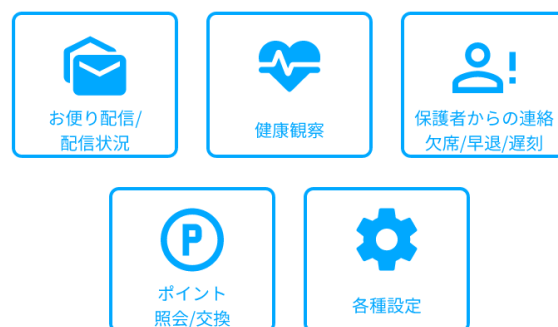 お便り配信/
配信状況
健康観察
保護者からの連絡
欠席/早退/遅刻
P
ポイント
照会/交換
各種設定